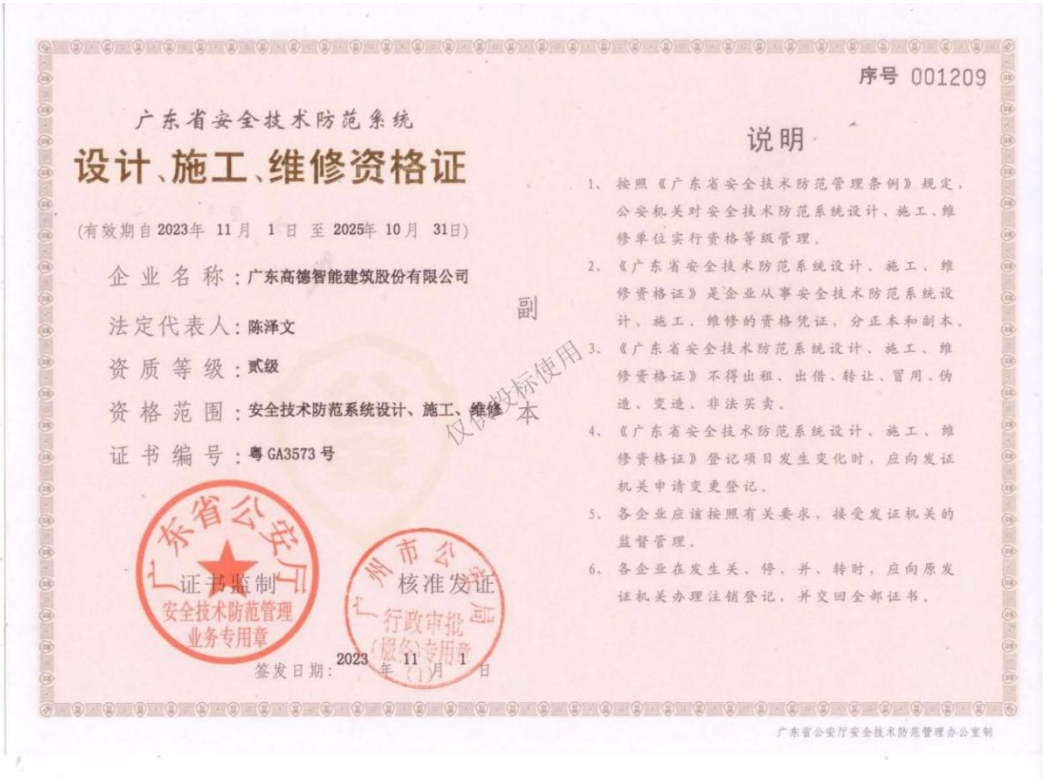 序号 001209
广东省安全技术防范系统
设计、施工、维修资格证
(有效期自2023年 11月 1日 至 2025年 10月 31日)
企业名称：广东高德智能建筑股份有限公司
法定代表人：陈泽文
资质等级：贰级
资格范围：安全技术防范系统设计、施工、维修
证书编号：粤 GA3573 号
广东省公安厅
证书监制
安全技术防范管理
业务专用章
广州市公安局
核准发证
行政审批
(服务)专用章
(1)
签发日期：2023年 11月 1日
副
本
仅供投标使用
说明
1、按照《广东省安全技术防范管理条例》规定，
公安机关对安全技术防范系统设计、施工、维
修单位实行资格等级管理。
2、《广东省安全技术防范系统设计、施工、维
修资格证》是企业从事安全技术防范系统设
计、施工、维修的资格凭证，分正本和副本。
3、《广东省安全技术防范系统设计、施工、维
修资格证》不得出租、出借、转让、冒用、伪
造、变造、非法买卖。
4、《广东省安全技术防范系统设计、施工、维
修资格证》登记项目发生变化时，应向发证
机关申请变更登记。
5、各企业应该按照有关要求，接受发证机关的
监督管理。
6、各企业在发生关、停、并、转时，应向原发
证机关办理注销登记，并交回全部证书。
广东省公安厅安全技术防范管理办公室制